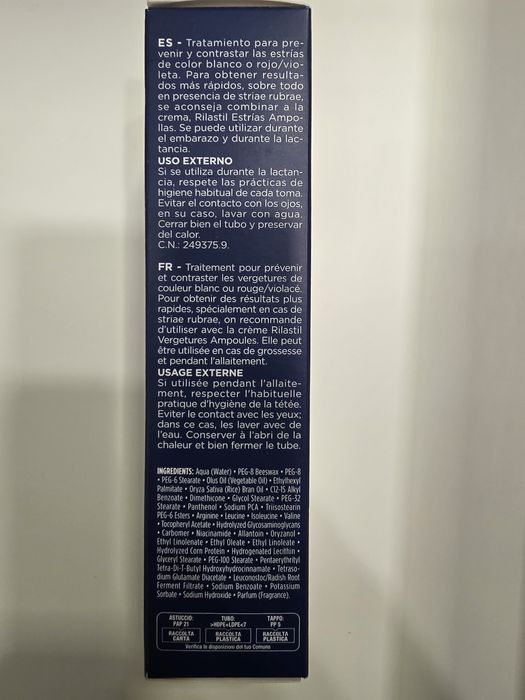 ES - Tratamiento para pre-
venir y contrastar las estrías
de color blanco o rojo/vio-
leta. Para obtener resulta-
dos más rápidos, sobre todo
en presencia de striae rubrae,
se aconseja combinar a la
crema, Rilastil Estrías Ampo-
llas. Se puede utilizar durante
el embarazo y durante la lac-
tancia.
USO EXTERNO
Si se utiliza durante la lactan-
cia, respete las prácticas de
higiene habitual de cada toma.
Evitar el contacto con los ojos,
en su caso, lavar con agua.
Cerrar bien el tubo y preservar
del calor.
C.N.: 249375.9.
FR - Traitement pour prévenir
et contraster les vergetures de
couleur blanc ou rouge/violacé.
Pour obtenir des résultats plus
rapides, spécialement en cas de
striae rubrae, on recommande
d'utiliser avec la crème Rilastil
Vergetures Ampoules. Elle peut
être utilisée en cas de grossesse
et pendant l'allaitement.
USAGE EXTERNE
Si utilisée pendant l'allaite-
ment, respecter l'habituelle
pratique d'hygiène de la tétée.
Eviter le contact avec les yeux;
dans ce cas, les laver avec de
l'eau. Conserver à l'abri de la
chaleur et bien fermer le tube.
INGREDIENTS: Aqua (Water) • PEG-8 Beeswax • PEG-8
• PEG-6 Stearate • Olus Oil (Vegetable Oil) • Ethylhexyl
Palmitate • Oryza Sativa (Rice) Bran Oil • C12-15 Alkyl
Benzoate • Dimethicone • Glycol Stearate • PEG-32
Stearate • Panthenol • Sodium PCA • Triisostearin
PEG-6 Esters • Arginine • Leucine • Isoleucine • Valine
• Tocopheryl Acetate • Hydrolyzed Glycosaminoglycans
• Carbomer • Niacinamide • Allantoin • Oryzanol •
Ethyl Linolenate • Ethyl Oleate • Ethyl Linoleate •
Hydrolyzed Corn Protein • Hydrogenated Lecithin •
Glyceryl Stearate • PEG-100 Stearate • Pentaerythrityl
Tetra-Di-T-Butyl Hydroxyhydrocinnamate • Tetraso-
dium Glutamate Diacetate • Leuconostoc/Radish Root
Ferment Filtrate • Sodium Benzoate • Potassium
Sorbate • Sodium Hydroxide • Parfum (Fragrance).
ASTUCCIO: TUBO: TAPPO:
PAP 21 >HDPE+LDPE<7 PP 5
RACCOLTA RACCOLTA RACCOLTA
CARTA PLASTICA PLASTICA
Verifica le disposizioni del tuo Comune